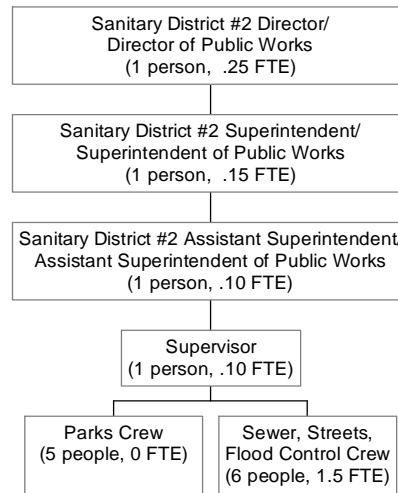 Sanitary District #2 Director/
Director of Public Works
(1 person, .25 FTE)
Sanitary District #2 Superintendent/
Superintendent of Public Works
(1 person, .15 FTE)
Sanitary District #2 Assistant Superintendent/
Assistant Superintendent of Public Works
(1 person, .10 FTE)
Supervisor
(1 person, .10 FTE)
Parks Crew
(5 people, 0 FTE)
Sewer, Streets,
Flood Control Crew
(6 people, 1.5 FTE)